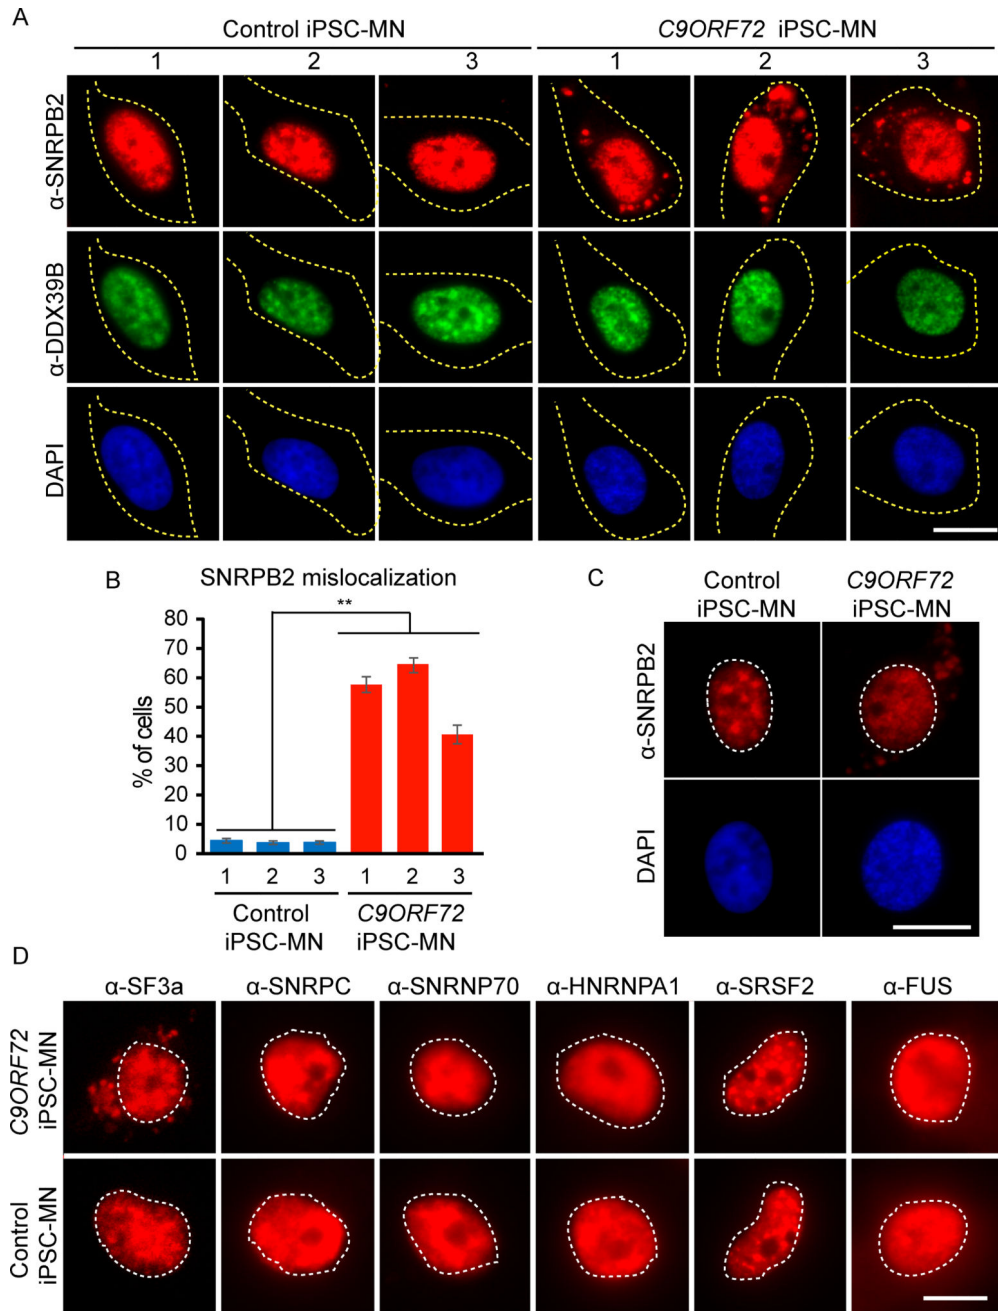 A
Control iPSC-MN
C9ORF72 iPSC-MN
1 2 3 1 2 3
α-SNRPB2
α-DDX39B
DAPI
B
SNRPB2 mislocalization
**
% of cells
80
70
60
50
40
30
20
10
0
1 2 3 1 2 3
Control
iPSC-MN
C9ORF72
iPSC-MN
C
Control
iPSC-MN
C9ORF72
iPSC-MN
α-SNRPB2
DAPI
D
α-SF3a α-SNRPC α-SNRNP70 α-HNRNPA1 α-SRSF2 α-FUS
C9ORF72
iPSC-MN
Control
iPSC-MN